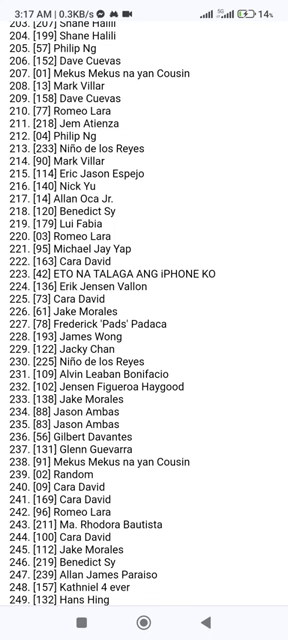 3:17 AM | 0.3KB/s
14%
203. [207] Shane Halili
204. [199] Shane Halili
205. [57] Philip Ng
206. [152] Dave Cuevas
207. [01] Mekus Mekus na yan Cousin
208. [13] Mark Villar
209. [158] Dave Cuevas
210. [77] Romeo Lara
211. [218] Jem Atienza
212. [04] Philip Ng
213. [233] Niño de los Reyes
214. [90] Mark Villar
215. [114] Eric Jason Espejo
216. [140] Nick Yu
217. [14] Allan Oca Jr.
218. [120] Benedict Sy
219. [179] Lui Fabia
220. [03] Romeo Lara
221. [95] Michael Jay Yap
222. [163] Cara David
223. [42] ETO NA TALAGA ANG iPHONE KO
224. [136] Erik Jensen Vallon
225. [73] Cara David
226. [61] Jake Morales
227. [78] Frederick 'Pads' Padaca
228. [193] James Wong
229. [122] Jacky Chan
230. [225] Niño de los Reyes
231. [109] Alvin Leaban Bonifacio
232. [102] Jensen Figueroa Haygood
233. [138] Jake Morales
234. [88] Jason Ambas
235. [83] Jason Ambas
236. [56] Gilbert Davantes
237. [131] Glenn Guevarra
238. [91] Mekus Mekus na yan Cousin
239. [02] Random
240. [09] Cara David
241. [169] Cara David
242. [96] Romeo Lara
243. [211] Ma. Rhodora Bautista
244. [100] Cara David
245. [112] Jake Morales
246. [219] Benedict Sy
247. [239] Allan James Paraiso
248. [157] Kathniel 4 ever
249. [132] Hans Hing